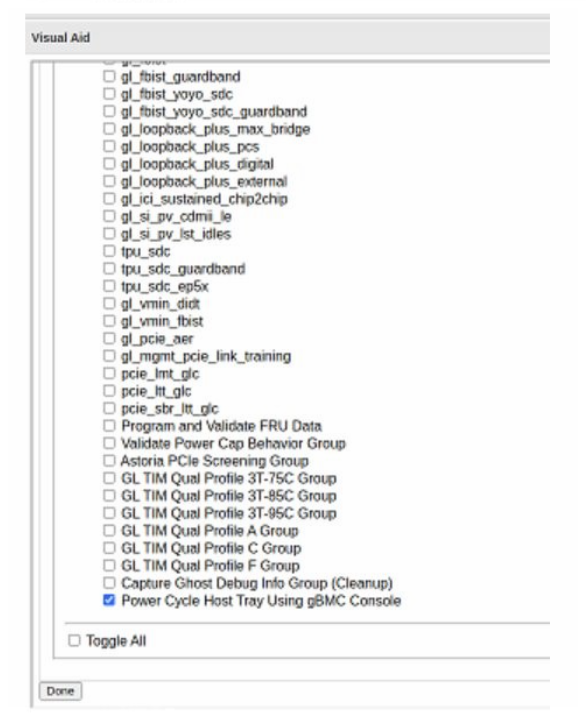 Visual Aid
gl_fbist_guardband
gl_fbist_yoyo_sdc
gl_fbist_yoyo_sdc_guardband
gl_loopback_plus_max_bridge
gl_loopback_plus_pcs
gl_loopback_plus_digital
gl_loopback_plus_external
gl_ici_sustained_chip2chip
gl_si_pv_cdmii_le
gl_si_pv_lst_idles
tpu_sdc
tpu_sdc_guardband
tpu_sdc_ep5x
gl_vmin_didt
gl_vmin_fbist
gl_pcie_aer
gl_mgmt_pcie_link_training
pcie_lmt_glc
pcie_ltt_glc
pcie_sbr_ltt_glc
Program and Validate FRU Data
Validate Power Cap Behavior Group
Astoria PCIe Screening Group
GL TIM Qual Profile 3T-75C Group
GL TIM Qual Profile 3T-85C Group
GL TIM Qual Profile 3T-95C Group
GL TIM Qual Profile A Group
GL TIM Qual Profile C Group
GL TIM Qual Profile F Group
Capture Ghost Debug Info Group (Cleanup)
Power Cycle Host Tray Using gBMC Console
Toggle All
Done